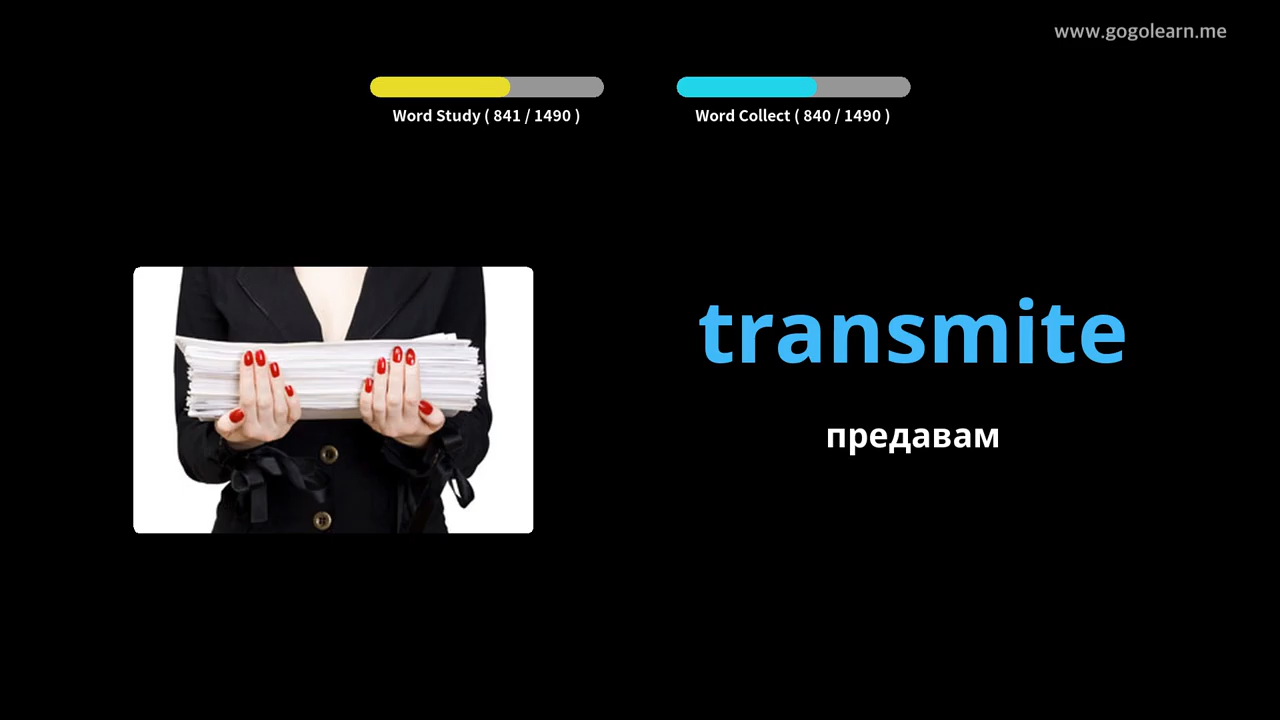 www.gogolearn.me
Word Study ( 841 / 1490 )
Word Collect ( 840 / 1490 )
transmite
предавам